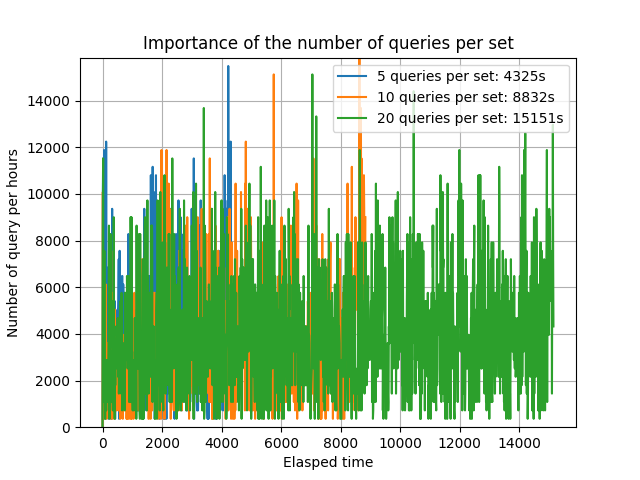 Importance of the number of queries per set
5 queries per set: 4325s
10 queries per set: 8832s
20 queries per set: 15151s
Number of query per hours
14000
12000
10000
8000
6000
4000
2000
0
0 2000 4000 6000 8000 10000 12000 14000
Elasped time